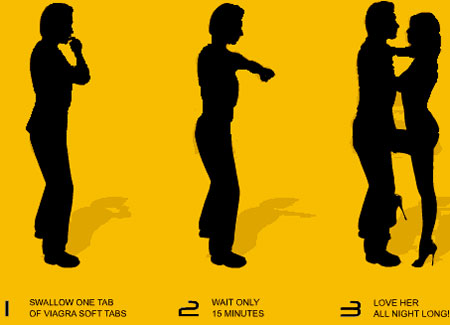 1 SWALLOW ONE TAB
OF VIAGRA SOFT TABS
2 WAIT ONLY
15 MINUTES
3 LOVE HER
ALL NIGHT LONG!